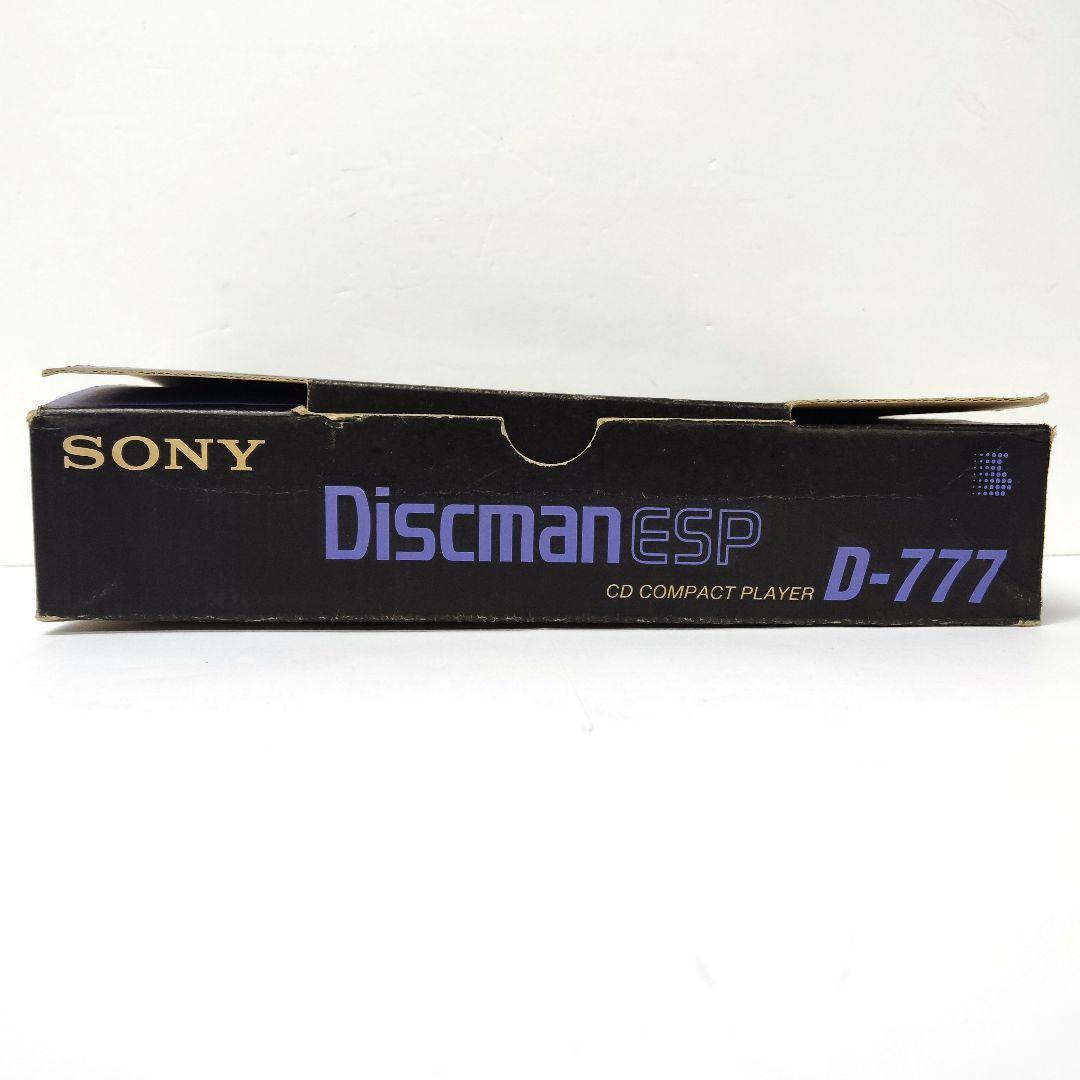 SONY
Discman ESP
CD COMPACT PLAYER D-777